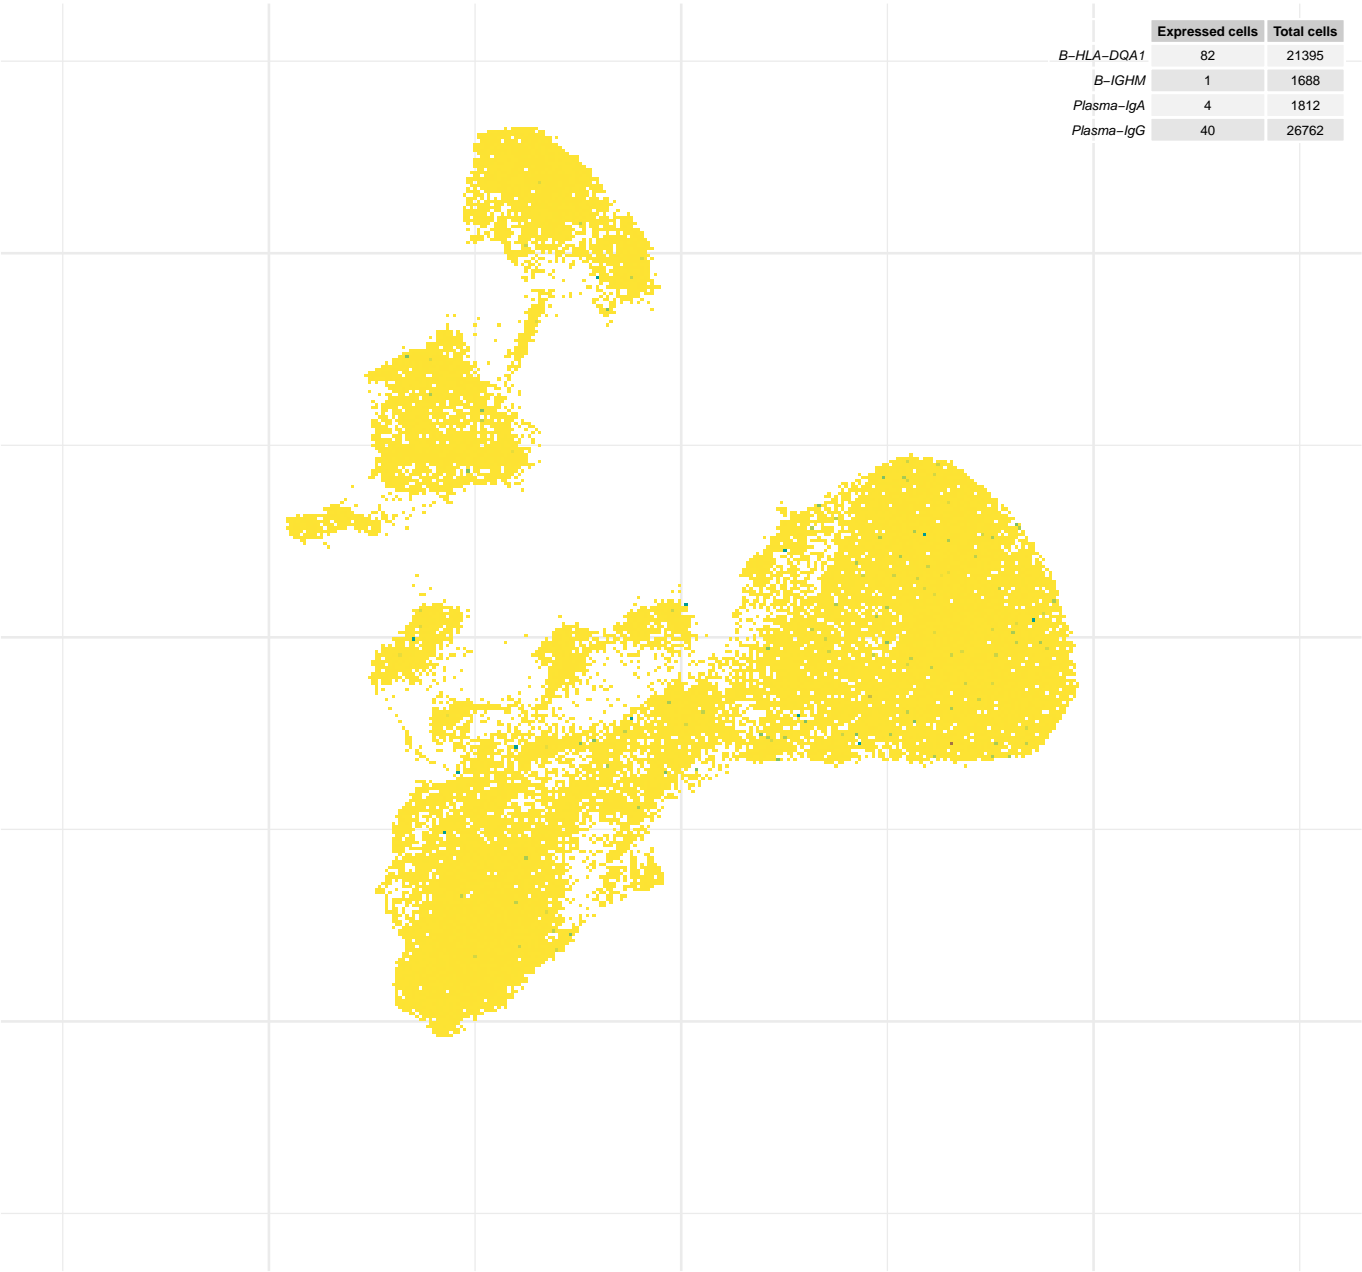 Expressed cells Total cells
B−HLA−DQA1 82 21395
B−IGHM 1 1688
Plasma−IgA 4 1812
Plasma−IgG 40 26762